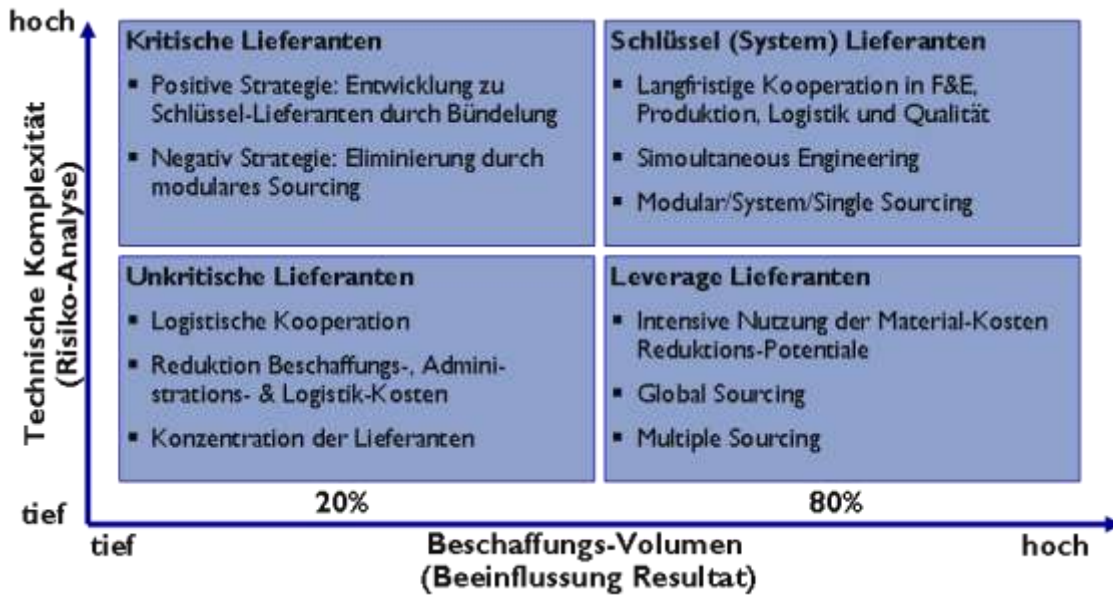 hoch
Technische Komplexität
(Risiko-Analyse)
Kritische Lieferanten
▪ Positive Strategie: Entwicklung zu
Schlüssel-Lieferanten durch Bündelung
▪ Negativ Strategie: Eliminierung durch
modulares Sourcing
Schlüssel (System) Lieferanten
▪ Langfristige Kooperation in F&E,
Produktion, Logistik und Qualität
▪ Simoultaneous Engineering
▪ Modular/System/Single Sourcing
Unkritische Lieferanten
▪ Logistische Kooperation
▪ Reduktion Beschaffungs-, Admini-
strations- & Logistik-Kosten
▪ Konzentration der Lieferanten
Leverage Lieferanten
▪ Intensive Nutzung der Material-Kosten
Reduktions-Potentiale
▪ Global Sourcing
▪ Multiple Sourcing
tief
20%
80%
tief
Beschaffungs-Volumen
(Beeinflussung Resultat)
hoch